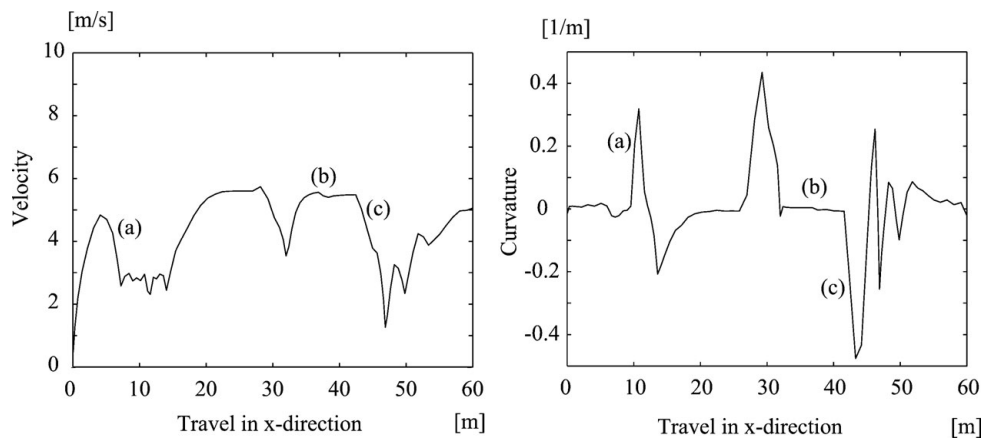 [m/s]
10
8
6
4
2
0
Velocity
(a)
(b)
(c)
0 10 20 30 40 50 60
Travel in x-direction [m]
[1/m]
0.4
0.2
0
-0.2
-0.4
Curvature
(a)
(b)
(c)
0 10 20 30 40 50 60
Travel in x-direction [m]